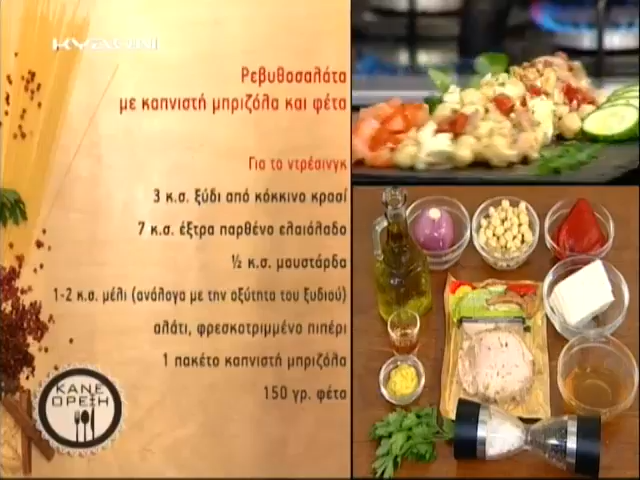 ΚΥΖΙΚΙΝΙ
Ρεβυθοσαλάτα
με καπνιστή μπριζόλα και φέτα
Για το ντρέσινγκ
3 κ.σ. ξύδι από κόκκινο κρασί
7 κ.σ. έξτρα παρθένο ελαιόλαδο
½ κ.σ. μουστάρδα
1-2 κ.σ. μέλι (ανάλογα με την οξύτητα του ξυδιού)
αλάτι, φρεσκοτριμμένο πιπέρι
1 πακέτο καπνιστή μπριζόλα
150 γρ. φέτα
ΚΑΝΕ
ΟΡΕΞΗ